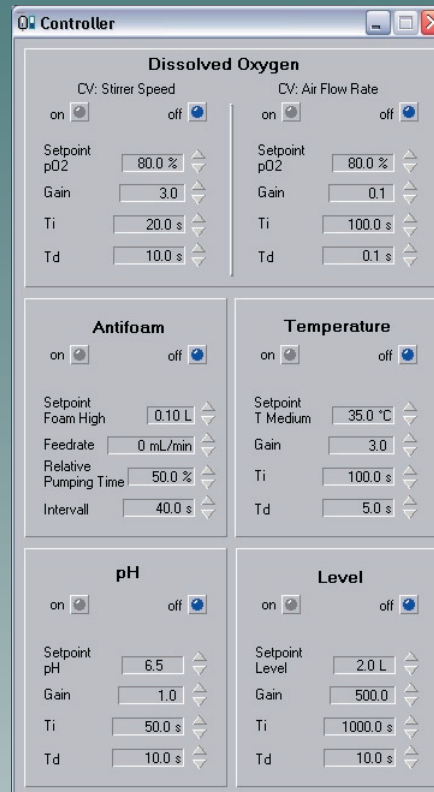 Controller
Dissolved Oxygen
CV: Stirrer Speed
on off
Setpoint
pO2 80.0 %
Gain 3.0
Ti 20.0 s
Td 10.0 s
CV: Air Flow Rate
on off
Setpoint
pO2 80.0 %
Gain 0.1
Ti 100.0 s
Td 0.1 s
Antifoam
on off
Setpoint
Foam High 0.10 L
Feedrate 0 mL/min
Relative
Pumping Time 50.0 %
Intervall 40.0 s
Temperature
on off
Setpoint
T Medium 35.0 °C
Gain 3.0
Ti 100.0 s
Td 5.0 s
pH
on off
Setpoint
pH 6.5
Gain 1.0
Ti 50.0 s
Td 10.0 s
Level
on off
Setpoint
Level 2.0 L
Gain 500.0
Ti 1000.0 s
Td 10.0 s